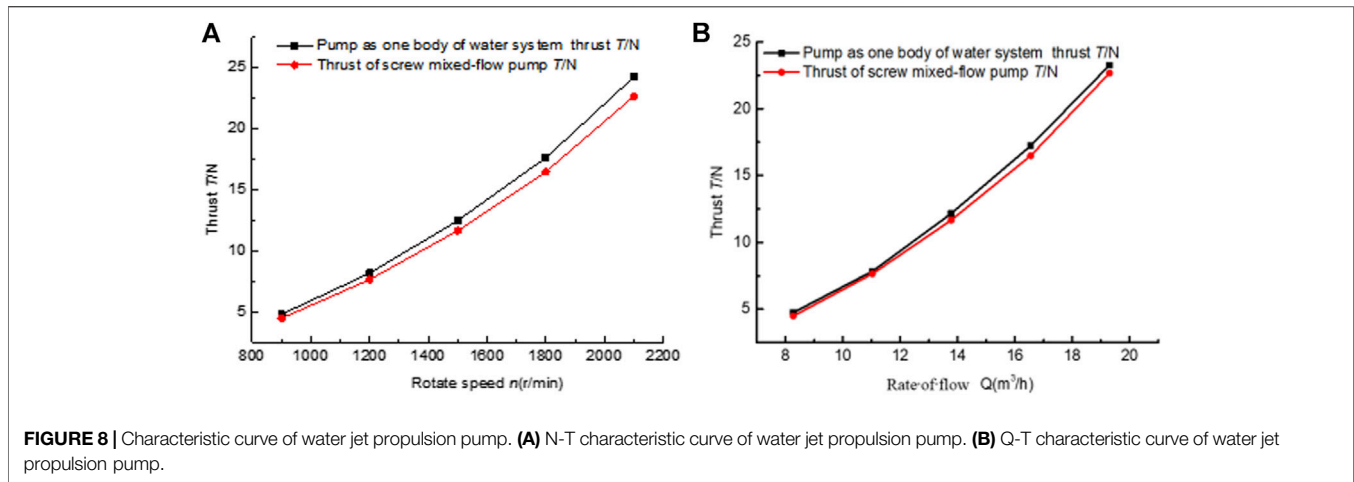 A
Pump as one body of water system thrust T/N
Thrust of screw mixed-flow pump T/N
25
20
15
10
5
Thrust T/N
800 1000 1200 1400 1600 1800 2000 2200
Rotate speed n(r/min)
B
Pump as one body of water system thrust T/N
Thrust of screw mixed-flow pump T/N
25
20
15
10
5
Thrust T/N
8 10 12 14 16 18 20
Rate-of-flow Q(m³/h)
FIGURE 8 | Characteristic curve of water jet propulsion pump. (A) N-T characteristic curve of water jet propulsion pump. (B) Q-T characteristic curve of water jet
propulsion pump.